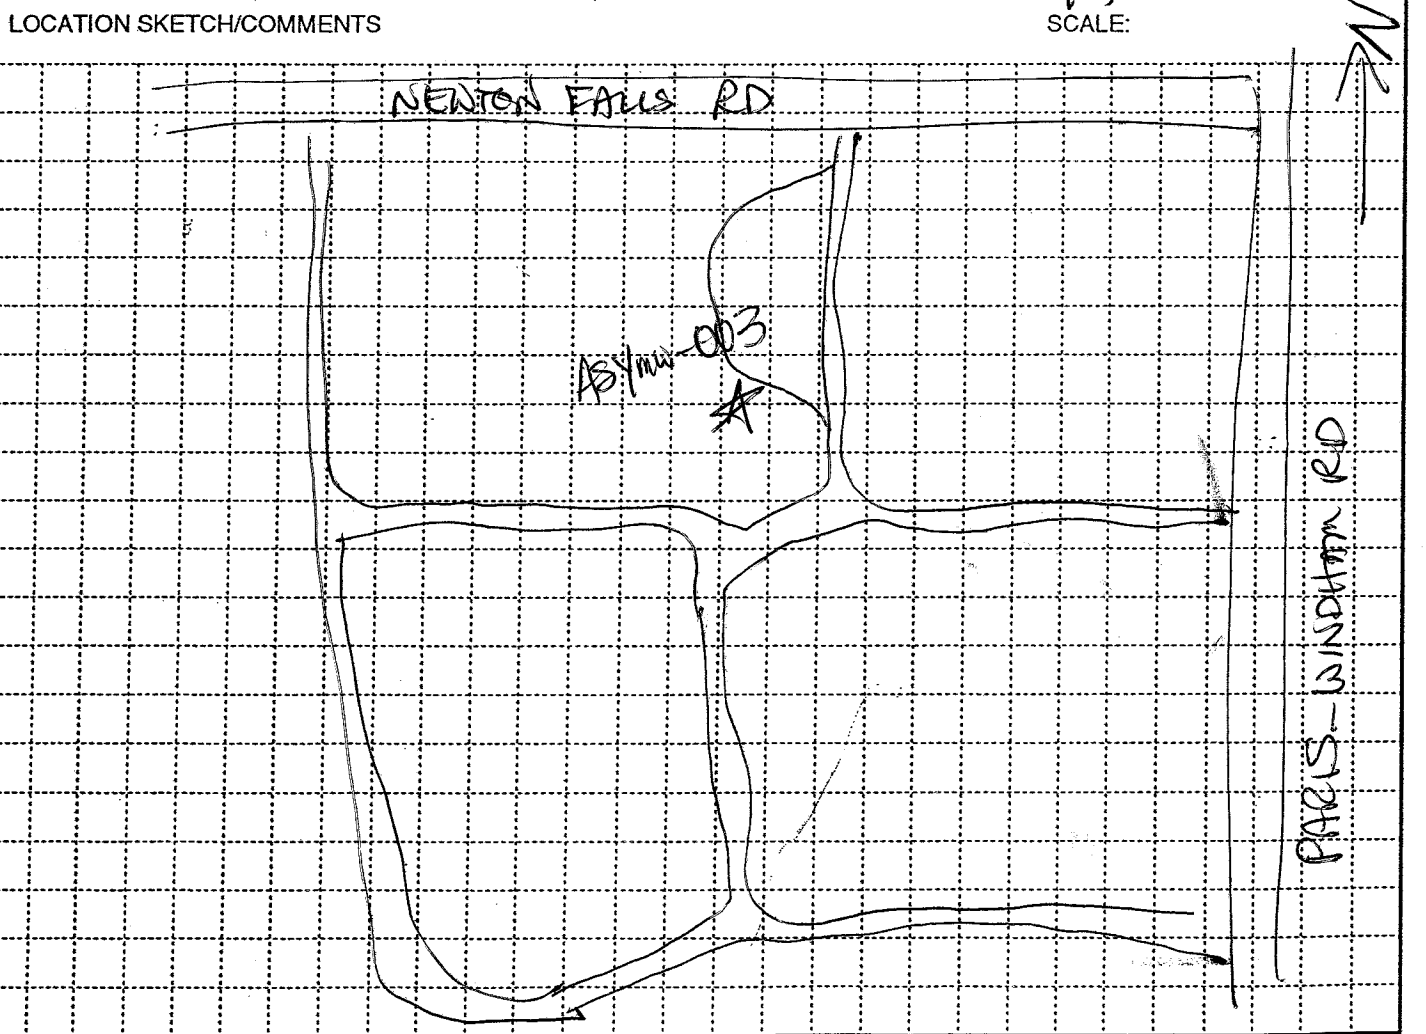 LOCATION SKETCH/COMMENTS
SCALE:
N
NEWTON FALLS RD
ASYmw-003
PARIS-WINDHAM RD